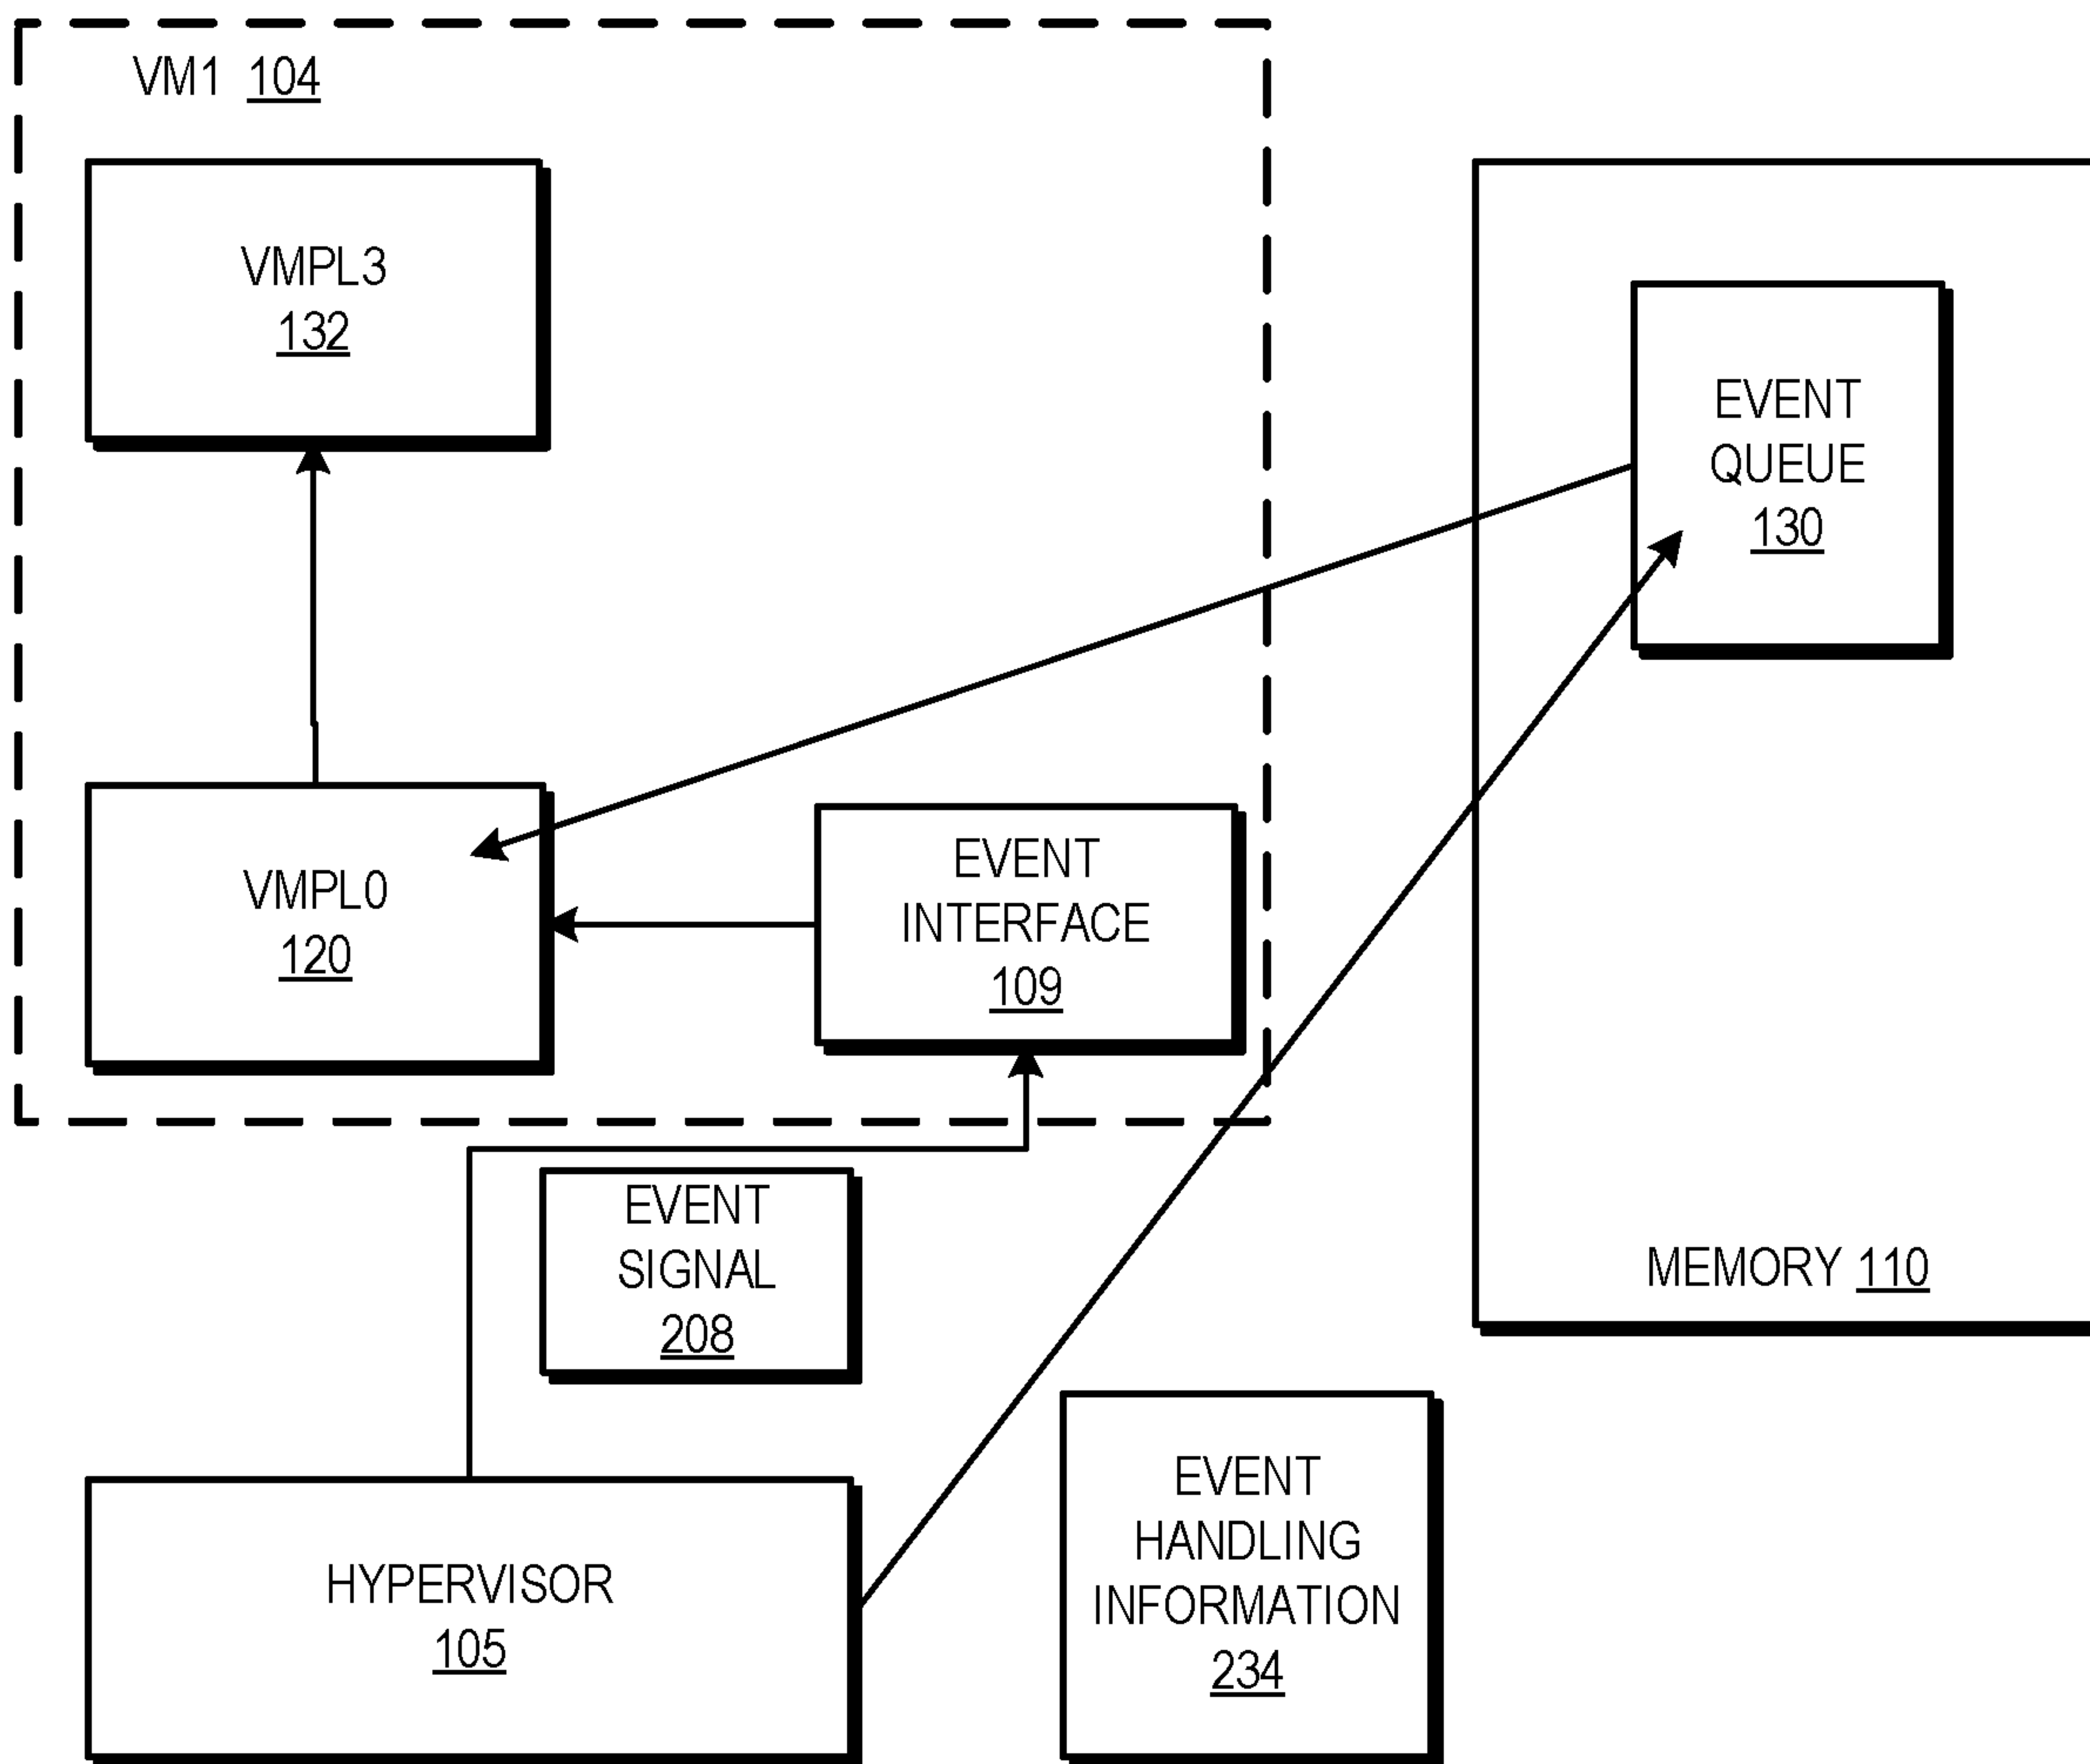 VM1 104
VMPL3
132
EVENT
QUEUE
130
VMPL0
120
EVENT
INTERFACE
109
EVENT
SIGNAL
208
MEMORY 110
HYPERVISOR
105
EVENT
HANDLING
INFORMATION
234